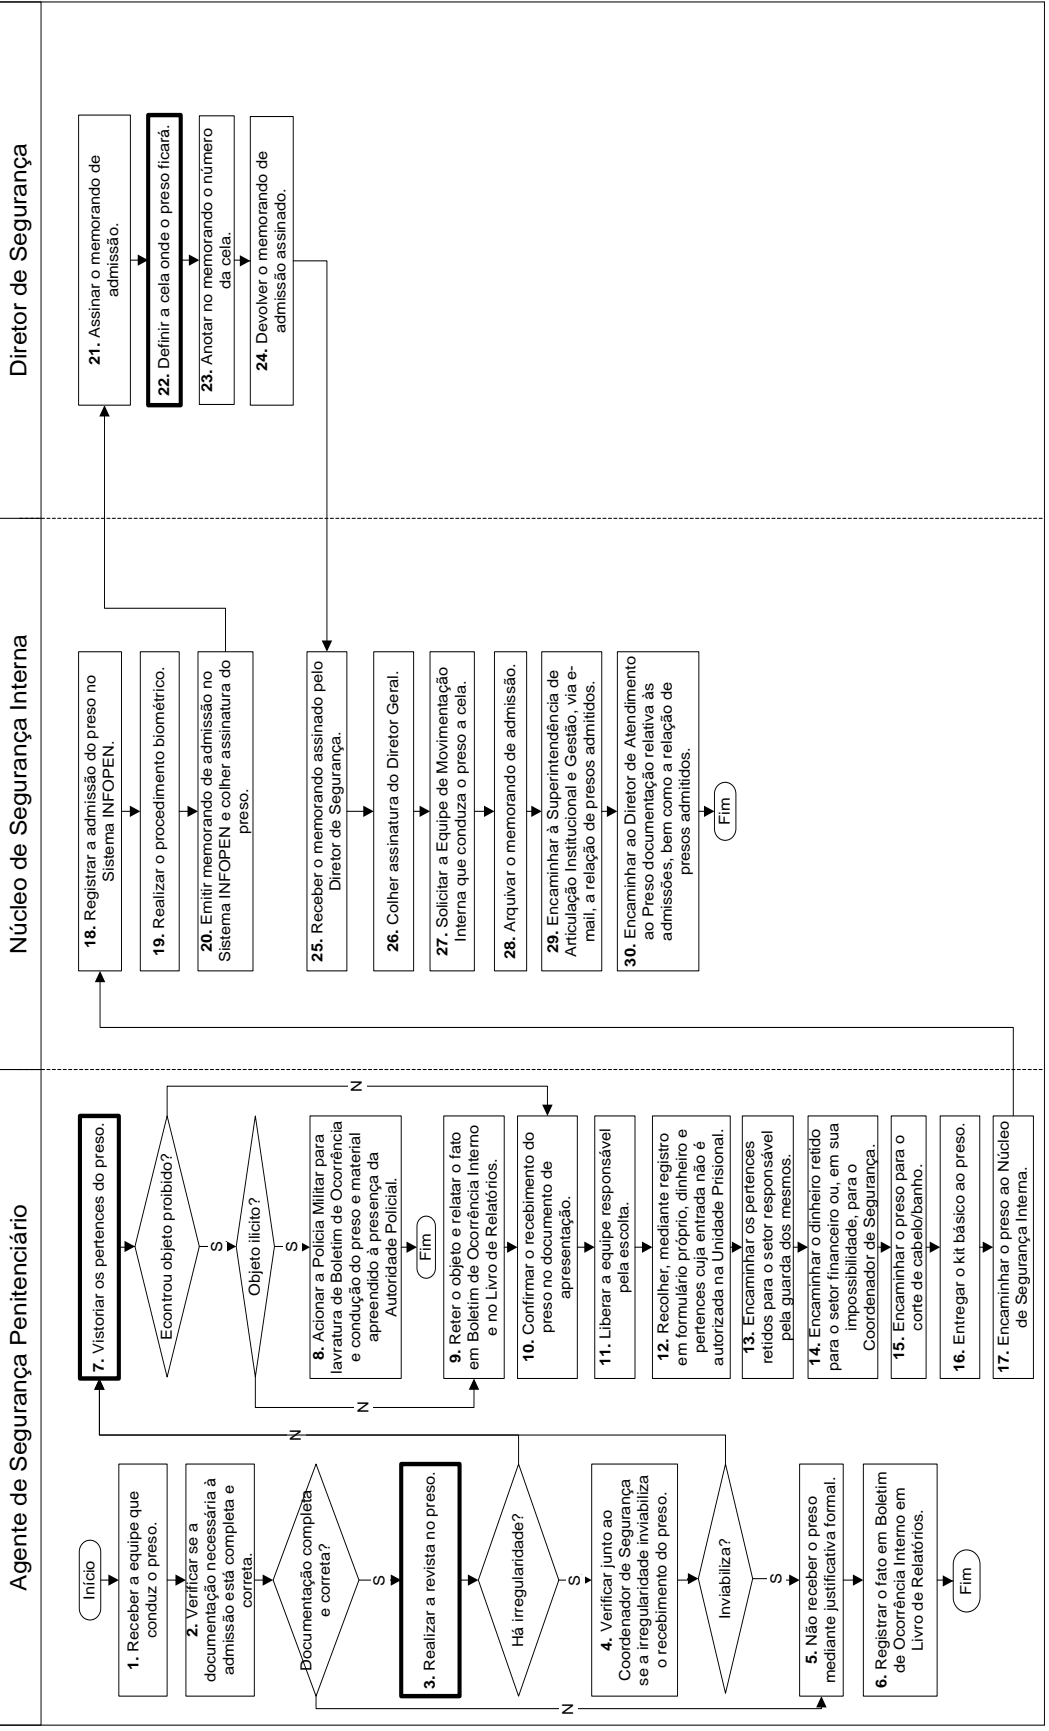 Agente de Segurança Penitenciário
Núcleo de Segurança Interna
Diretor de Segurança
Início
1. Receber a equipe que
conduz o preso.
2. Verificar se a
documentação necessária à
admissão está completa e
correta.
Documentação completa
e correta?
S
N
3. Realizar a revista no preso.
Há irregularidade?
S
N
4. Verificar junto ao
Coordenador de Segurança
se a irregularidade inviabiliza
o recebimento do preso.
Inviabiliza?
S
5. Não receber o preso
mediante justificativa formal.
6. Registrar o fato em Boletim
de Ocorrência Interno em
Livro de Relatórios.
Fim
7. Vistoriar os pertences do preso.
Econtrou objeto proibido?
S
N
Objeto ilícito?
S
N
8. Acionar a Polícia Militar para
lavratura de Boletim de Ocorrência
e condução do preso e material
apreendido à presença da
Autoridade Policial.
Fim
9. Reter o objeto e relatar o fato
em Boletim de Ocorrência Interno
e no Livro de Relatórios.
10. Confirmar o recebimento do
preso no documento de
apresentação.
11. Liberar a equipe responsável
pela escolta.
12. Recolher, mediante registro
em formulário próprio, dinheiro e
pertences cuja entrada não é
autorizada na Unidade Prisional.
13. Encaminhar os pertences
retidos para o setor responsável
pela guarda dos mesmos.
14. Encaminhar o dinheiro retido
para o setor financeiro ou, em sua
impossibilidade, para o
Coordenador de Segurança.
15. Encaminhar o preso para o
corte de cabelo/banho.
16. Entregar o kit básico ao preso.
17. Encaminhar o preso ao Núcleo
de Segurança Interna.
18. Registrar a admissão do preso no
Sistema INFOPEN.
19. Realizar o procedimento biométrico.
20. Emitir memorando de admissão no
Sistema INFOPEN e colher assinatura do
preso.
25. Receber o memorando assinado pelo
Diretor de Segurança.
26. Colher assinatura do Diretor Geral.
27. Solicitar a Equipe de Movimentação
Interna que conduza o preso a cela.
28. Arquivar o memorando de admissão.
29. Encaminhar à Superintendência de
Articulação Institucional e Gestão, via e-
mail, a relação de presos admitidos.
30. Encaminhar ao Diretor de Atendimento
ao Preso documentação relativa às
admissões, bem como a relação de
presos admitidos.
Fim
21. Assinar o memorando de
admissão.
22. Definir a cela onde o preso ficará.
23. Anotar no memorando o número
da cela.
24. Devolver o memorando de
admissão assinado.